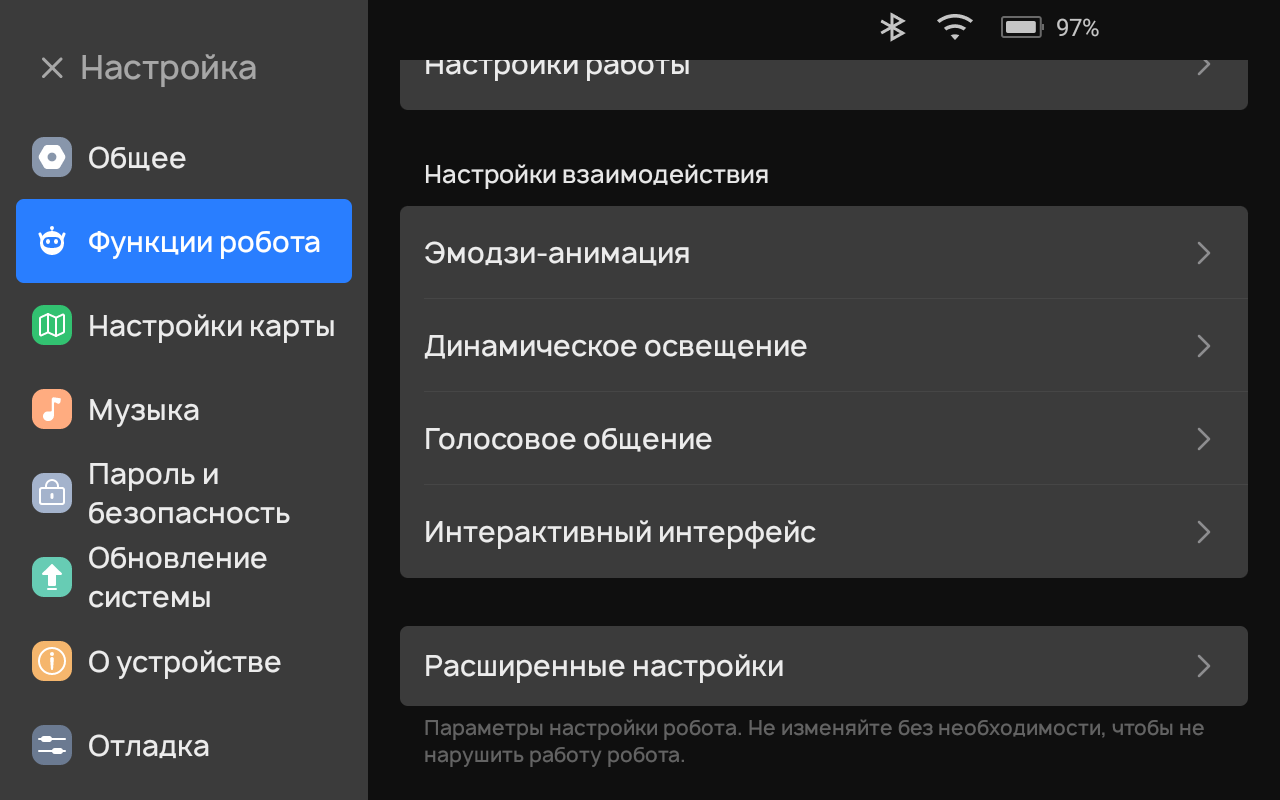 97%
Настройка
Общее
Функции робота
Настройки карты
Музыка
Пароль и
безопасность
Обновление
системы
О устройстве
Отладка
Настройки работы
Настройки взаимодействия
Эмодзи-анимация
Динамическое освещение
Голосовое общение
Интерактивный интерфейс
Расширенные настройки
Параметры настройки робота. Не изменяйте без необходимости, чтобы не
нарушить работу робота.